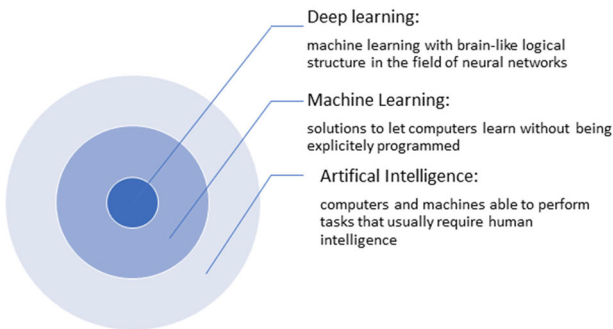 Deep learning:
machine learning with brain-like logical
structure in the field of neural networks
Machine Learning:
solutions to let computers learn without being
explicitely programmed
Artifical Intelligence:
computers and machines able to perform
tasks that usually require human
intelligence